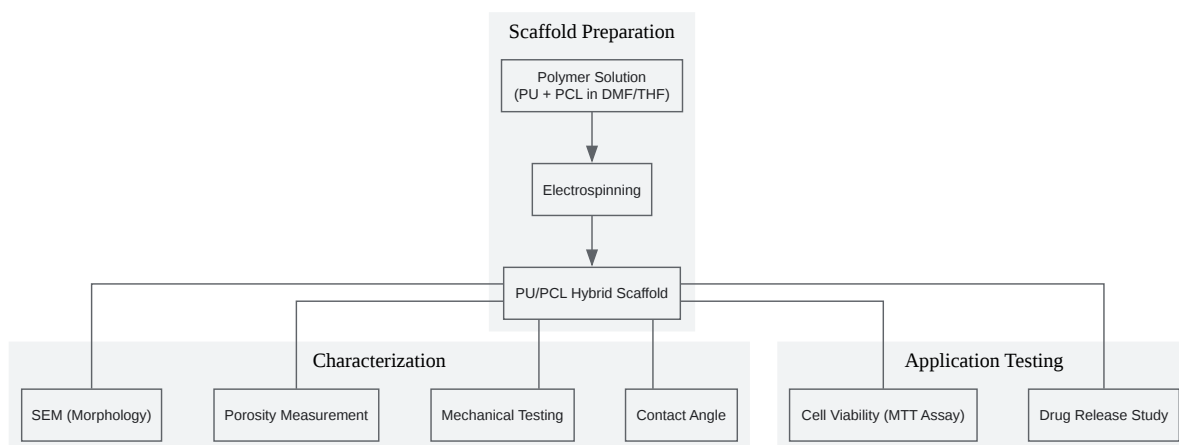 Scaffold Preparation
Polymer Solution
(PU + PCL in DMF/THF)
Electrospinning
PU/PCL Hybrid Scaffold
Characterization
Application Testing
SEM (Morphology)
Porosity Measurement
Mechanical Testing
Contact Angle
Cell Viability (MTT Assay)
Drug Release Study